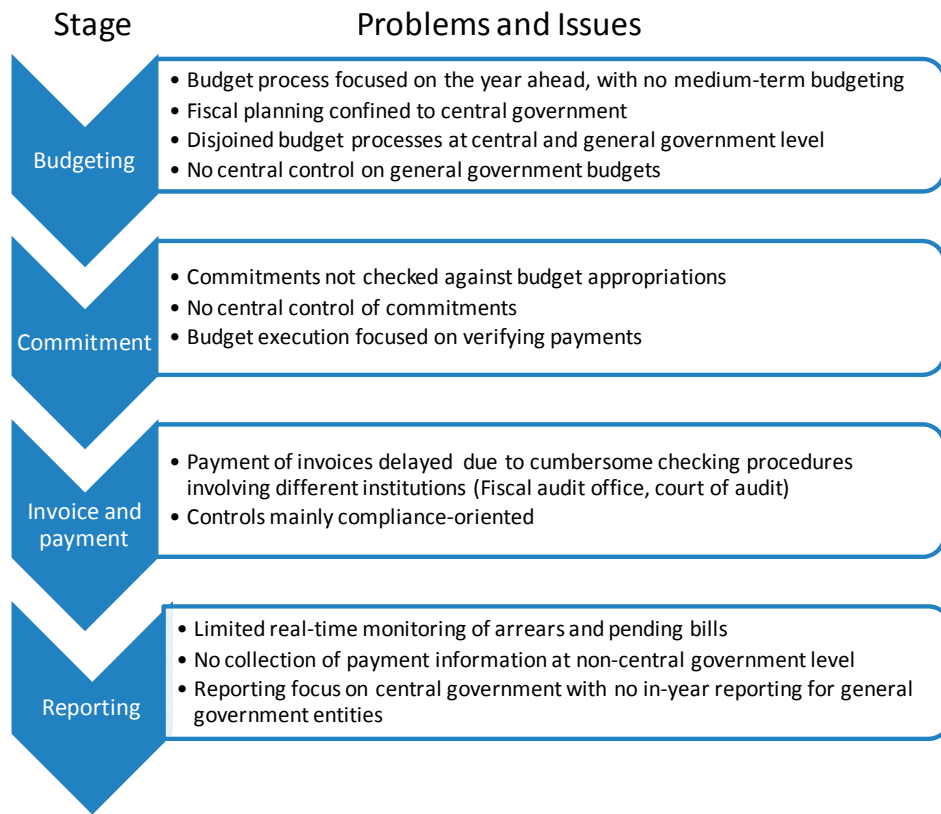 Stage Problems and Issues
Budgeting
• Budget process focused on the year ahead, with no medium-term budgeting
• Fiscal planning confined to central government
• Disjoined budget processes at central and general government level
• No central control on general government budgets
Commitment
• Commitments not checked against budget appropriations
• No central control of commitments
• Budget execution focused on verifying payments
Invoice and
payment
• Payment of invoices delayed due to cumbersome checking procedures
involving different institutions (Fiscal audit office, court of audit)
• Controls mainly compliance-oriented
Reporting
• Limited real-time monitoring of arrears and pending bills
• No collection of payment information at non-central government level
• Reporting focus on central government with no in-year reporting for general
government entities